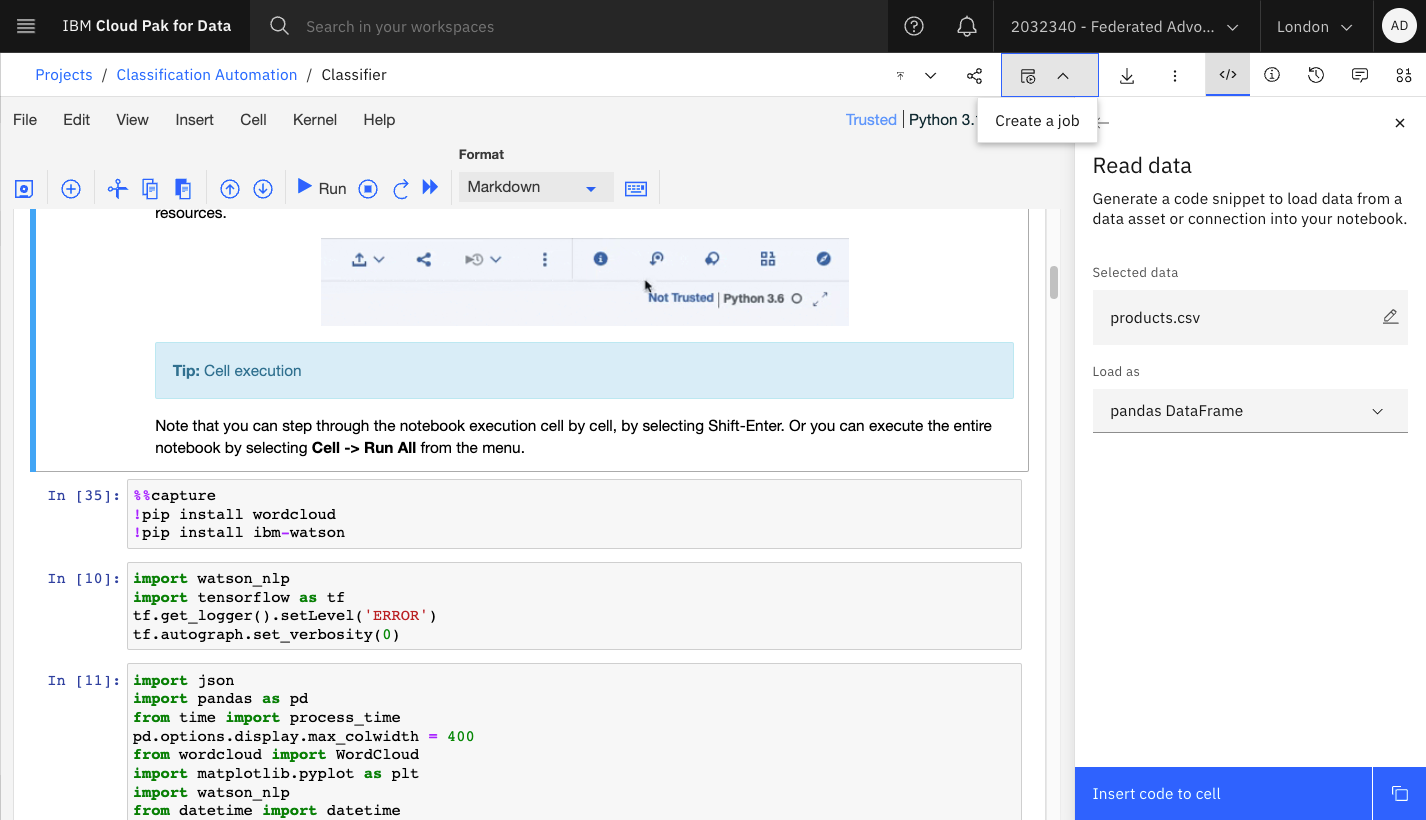 IBM Cloud Pak for Data
Search in your workspaces
2032340 - Federated Advo...
London
AD
Projects / Classification Automation / Classifier
Create a job
File Edit View Insert Cell Kernel Help
Trusted | Python 3.
Format
Run
Markdown
resources.
Not Trusted | Python 3.6
Tip: Cell execution
Note that you can step through the notebook execution cell by cell, by selecting Shift-Enter. Or you can execute the entire
notebook by selecting Cell -> Run All from the menu.
In [35]: %%capture
!pip install wordcloud
!pip install ibm-watson
In [10]: import watson_nlp
import tensorflow as tf
tf.get_logger().setLevel('ERROR')
tf.autograph.set_verbosity(0)
In [11]: import json
import pandas as pd
from time import process_time
pd.options.display.max_colwidth = 400
from wordcloud import WordCloud
import matplotlib.pyplot as plt
import watson_nlp
from datetime import datetime
Read data
Generate a code snippet to load data from a
data asset or connection into your notebook.
Selected data
products.csv
Load as
pandas DataFrame
Insert code to cell